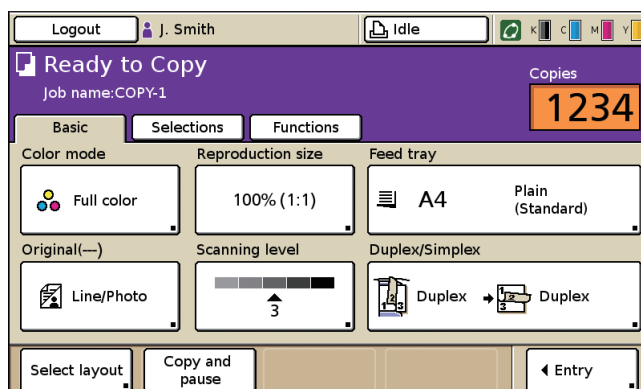 Logout
J. Smith
Idle
K C M Y
Ready to Copy
Job name:COPY-1
Copies
1234
Basic
Selections
Functions
Color mode
Reproduction size
Feed tray
Full color
100% (1:1)
A4
Plain
(Standard)
Original(---)
Scanning level
Duplex/Simplex
Line/Photo
3
Duplex
Duplex
Select layout
Copy and
pause
Entry